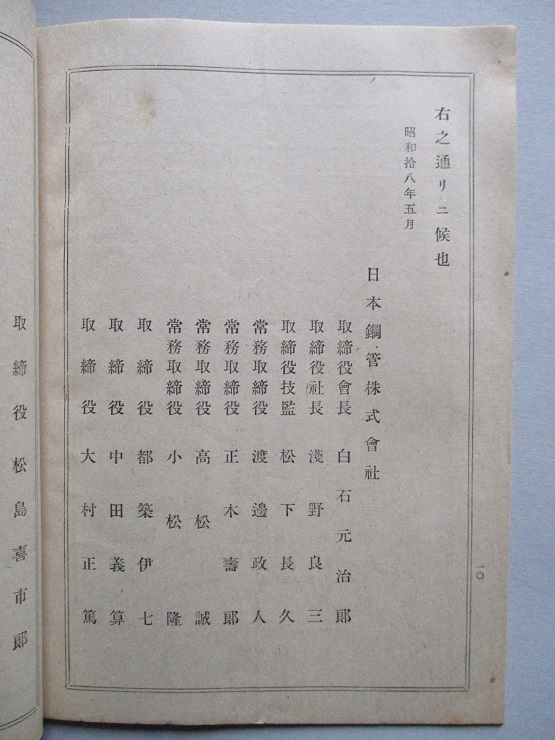 右之通リニ候也
昭和拾八年五月
日本鋼管株式會社
取締役會長 白石元治郞
取締役社長 淺野良三
取締役技監 松下長久
常務取締役 渡邉政人
常務取締役 正木壽郞
常務取締役 高松誠
常務取締役 小松隆
取締役 都築伊七
取締役 中田義算
取締役 大村正篤
一〇
取締役 松島喜市郞